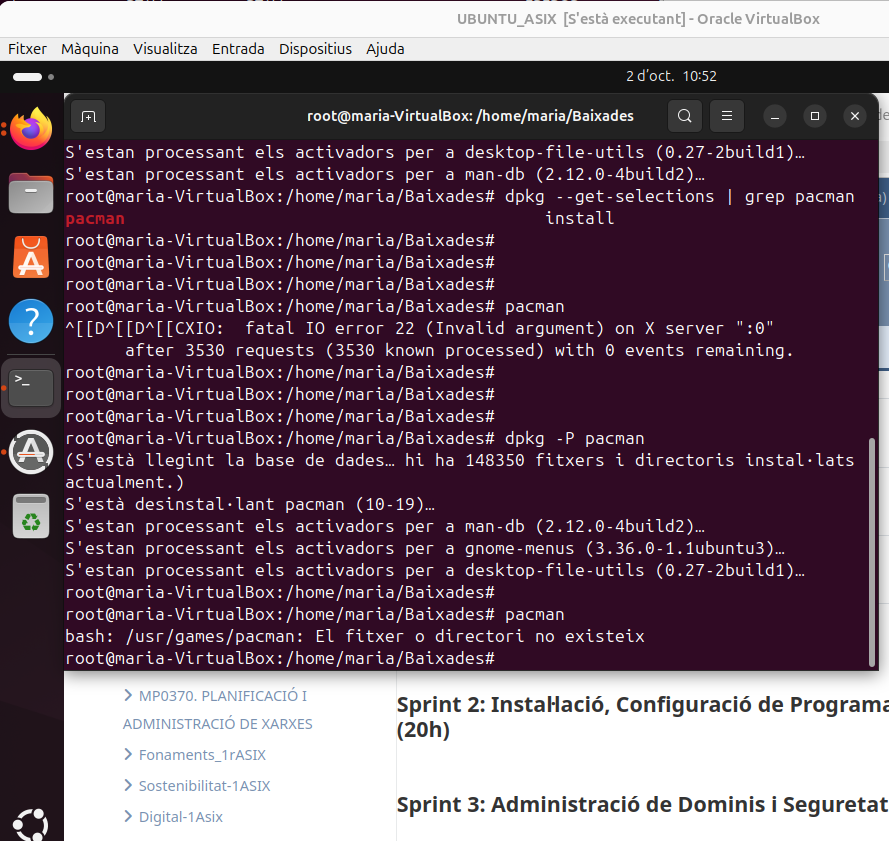 UBUNTU_ASIX [S'està executant] - Oracle VirtualBox
Fitxer Màquina Visualitza Entrada Dispositius Ajuda
2 d'oct. 10:52
root@maria-VirtualBox: /home/maria/Baixades
S'estan processant els activadors per a desktop-file-utils (0.27-2build1)…
S'estan processant els activadors per a man-db (2.12.0-4build2)…
root@maria-VirtualBox:/home/maria/Baixades# dpkg --get-selections | grep pacman
pacman install
root@maria-VirtualBox:/home/maria/Baixades#
root@maria-VirtualBox:/home/maria/Baixades#
root@maria-VirtualBox:/home/maria/Baixades#
root@maria-VirtualBox:/home/maria/Baixades# pacman
^[[D^[[D^[[CXIO:  fatal IO error 22 (Invalid argument) on X server ":0"
after 3530 requests (3530 known processed) with 0 events remaining.
root@maria-VirtualBox:/home/maria/Baixades#
root@maria-VirtualBox:/home/maria/Baixades#
root@maria-VirtualBox:/home/maria/Baixades#
root@maria-VirtualBox:/home/maria/Baixades# dpkg -P pacman
(S'està llegint la base de dades… hi ha 148350 fitxers i directoris instal·lats
actualment.)
S'està desinstal·lant pacman (10-19)…
S'estan processant els activadors per a man-db (2.12.0-4build2)…
S'estan processant els activadors per a gnome-menus (3.36.0-1.1ubuntu3)…
S'estan processant els activadors per a desktop-file-utils (0.27-2build1)…
root@maria-VirtualBox:/home/maria/Baixades#
root@maria-VirtualBox:/home/maria/Baixades# pacman
bash: /usr/games/pacman: El fitxer o directori no existeix
root@maria-VirtualBox:/home/maria/Baixades#
MP0370. PLANIFICACIÓ I
ADMINISTRACIÓ DE XARXES
Fonaments_1rASIX
Sostenibilitat-1ASIX
Digital-1Asix
Sprint 2: Instal·lació, Configuració de Programa
(20h)
Sprint 3: Administració de Dominis i Seguretat